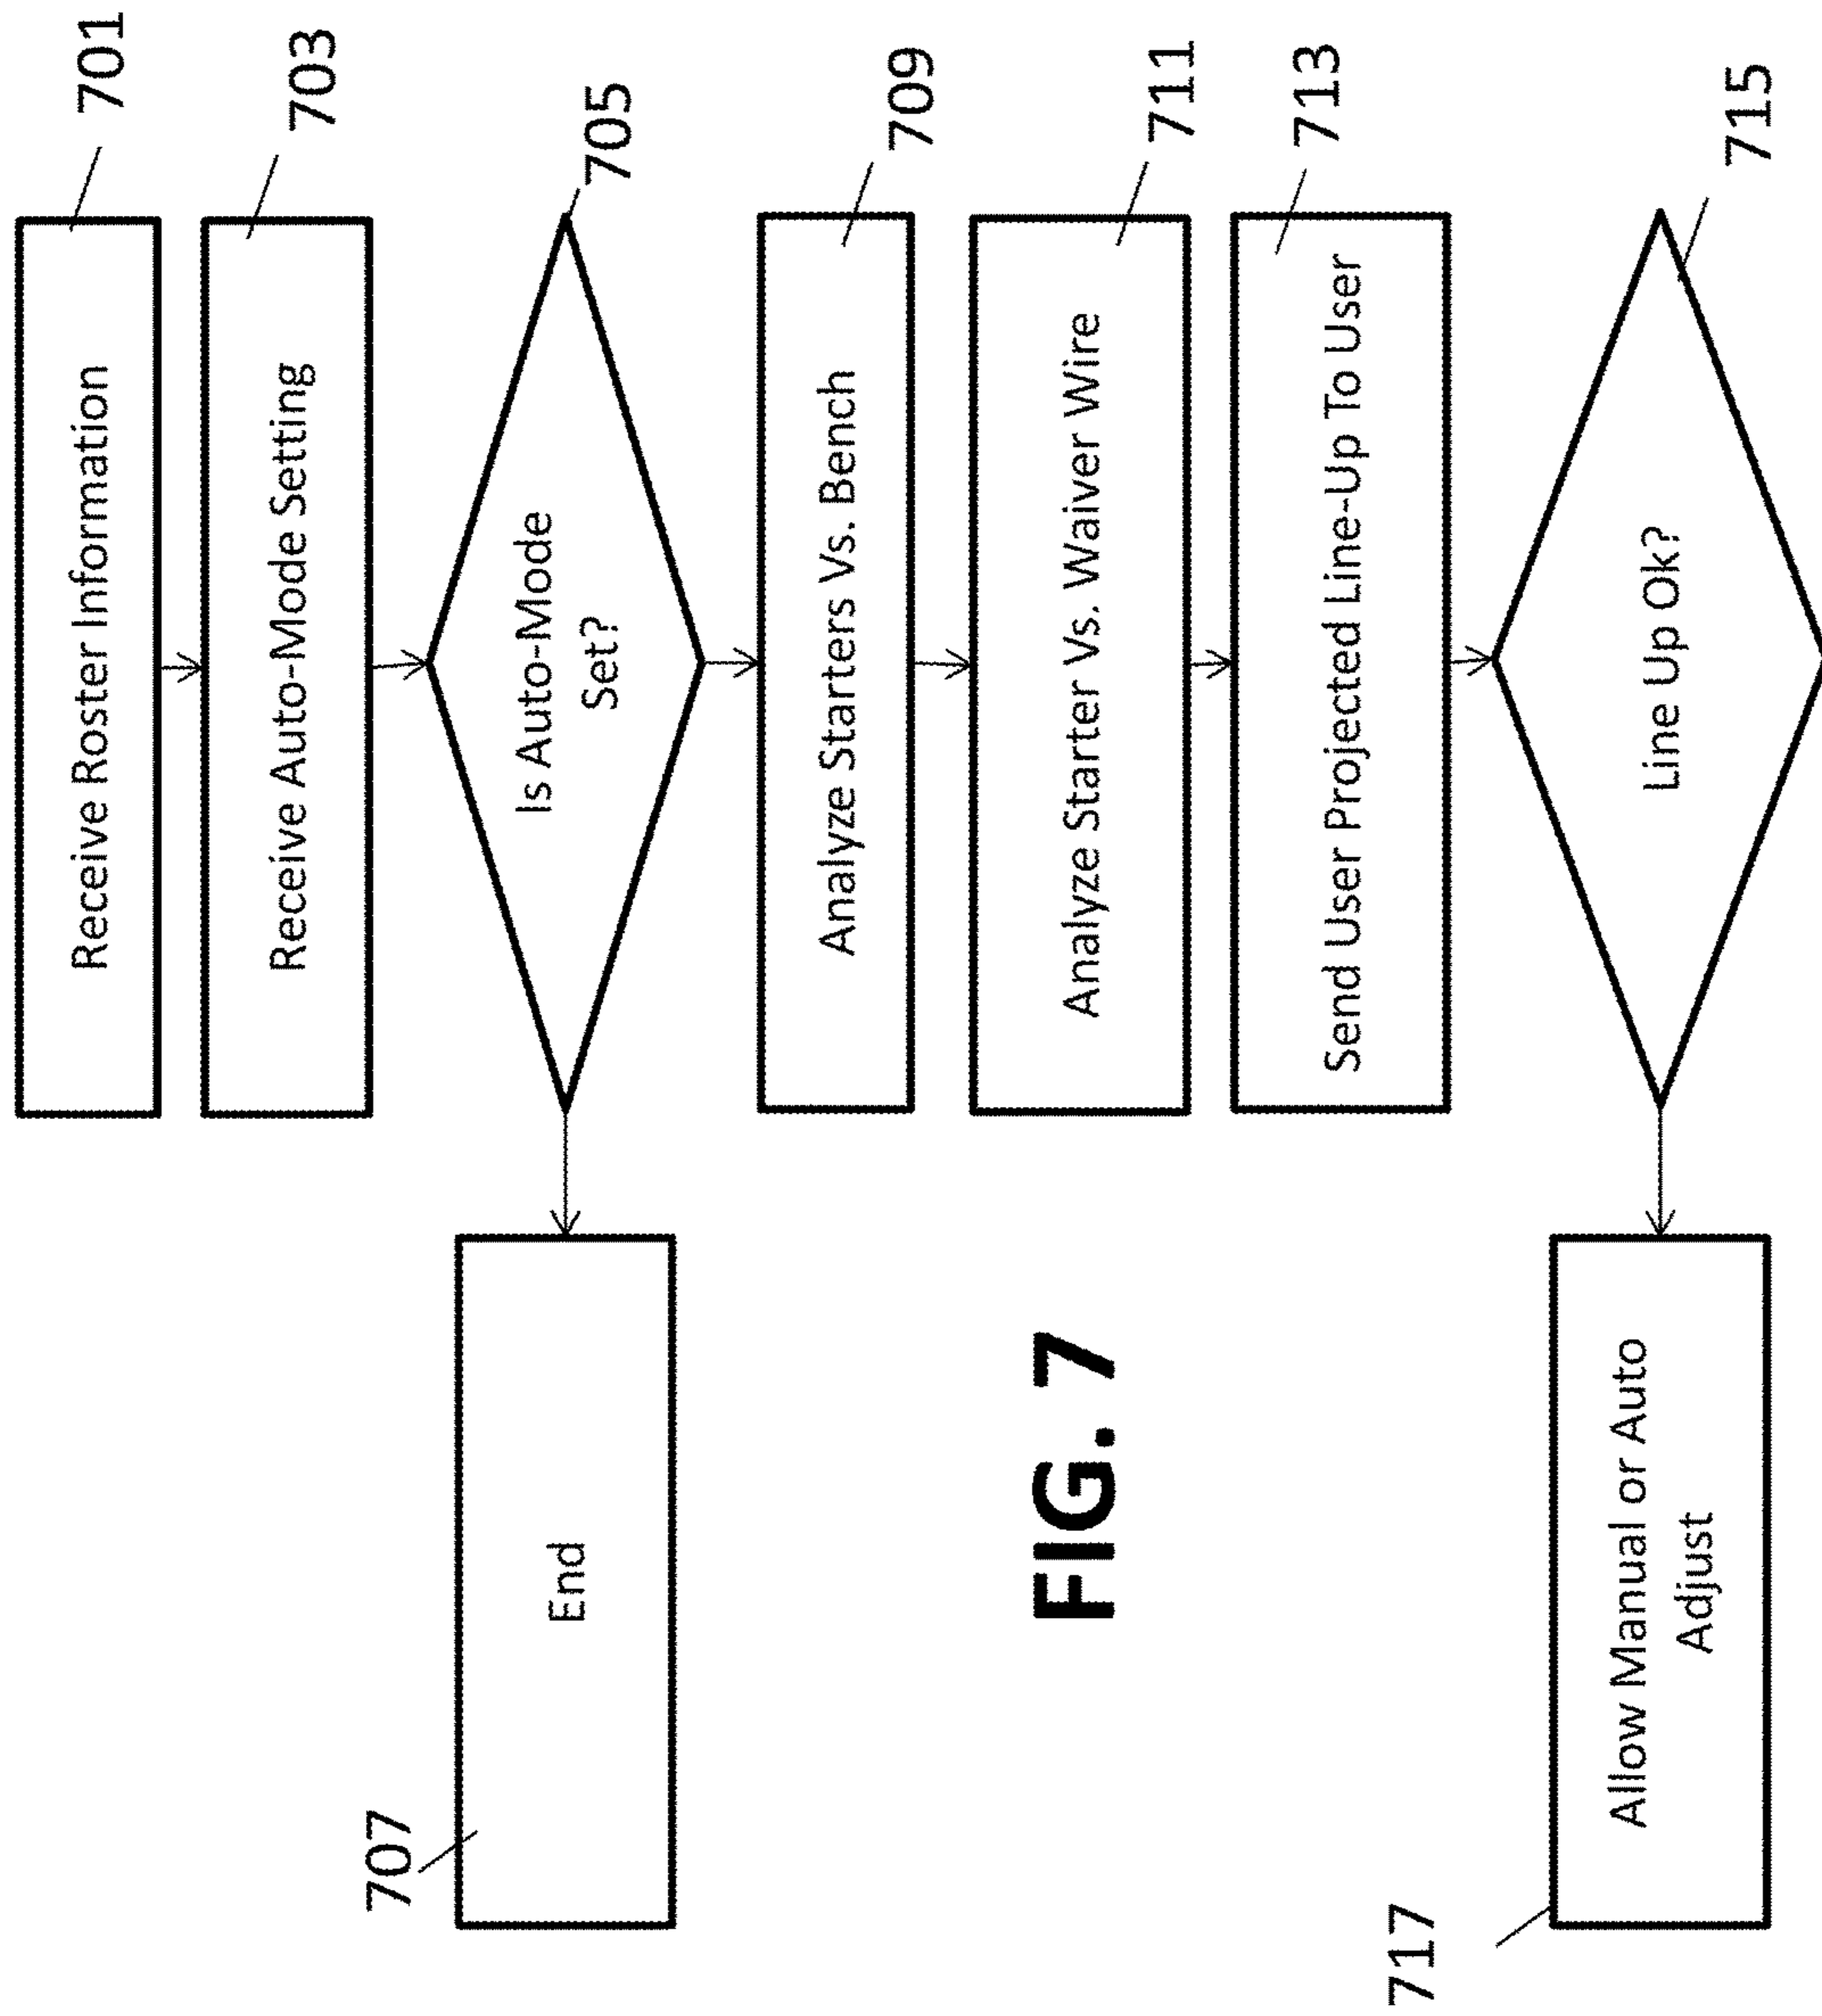 Receive Roster Information
701
Receive Auto-Mode Setting
703
Is Auto-Mode
Set?
705
End
707
Analyze Starters Vs. Bench
709
Analyze Starter Vs. Waiver Wire
711
Send User Projected Line-Up To User
713
Line Up Ok?
715
Allow Manual or Auto
Adjust
717
FIG. 7